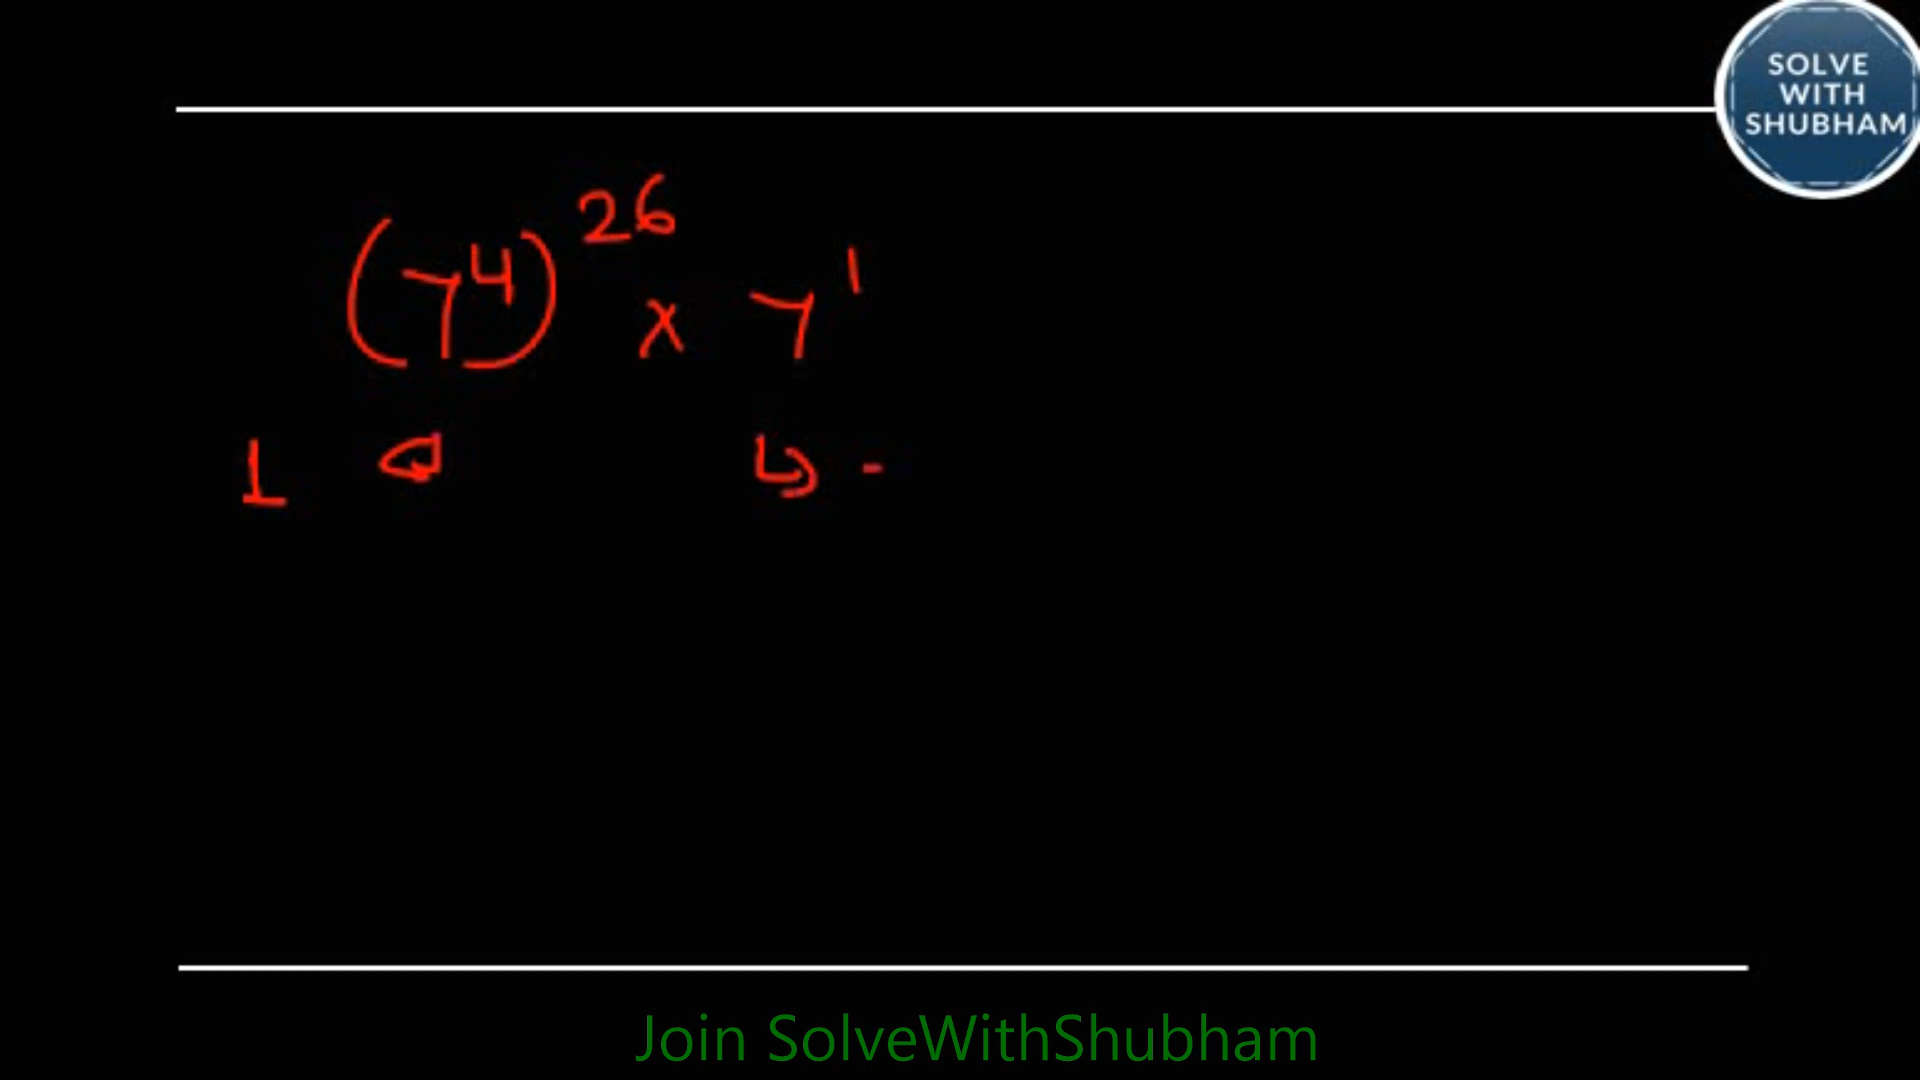 SOLVE
WITH
SHUBHAM
(7⁴)²⁶ × 7¹
1 -
Join SolveWithShubham